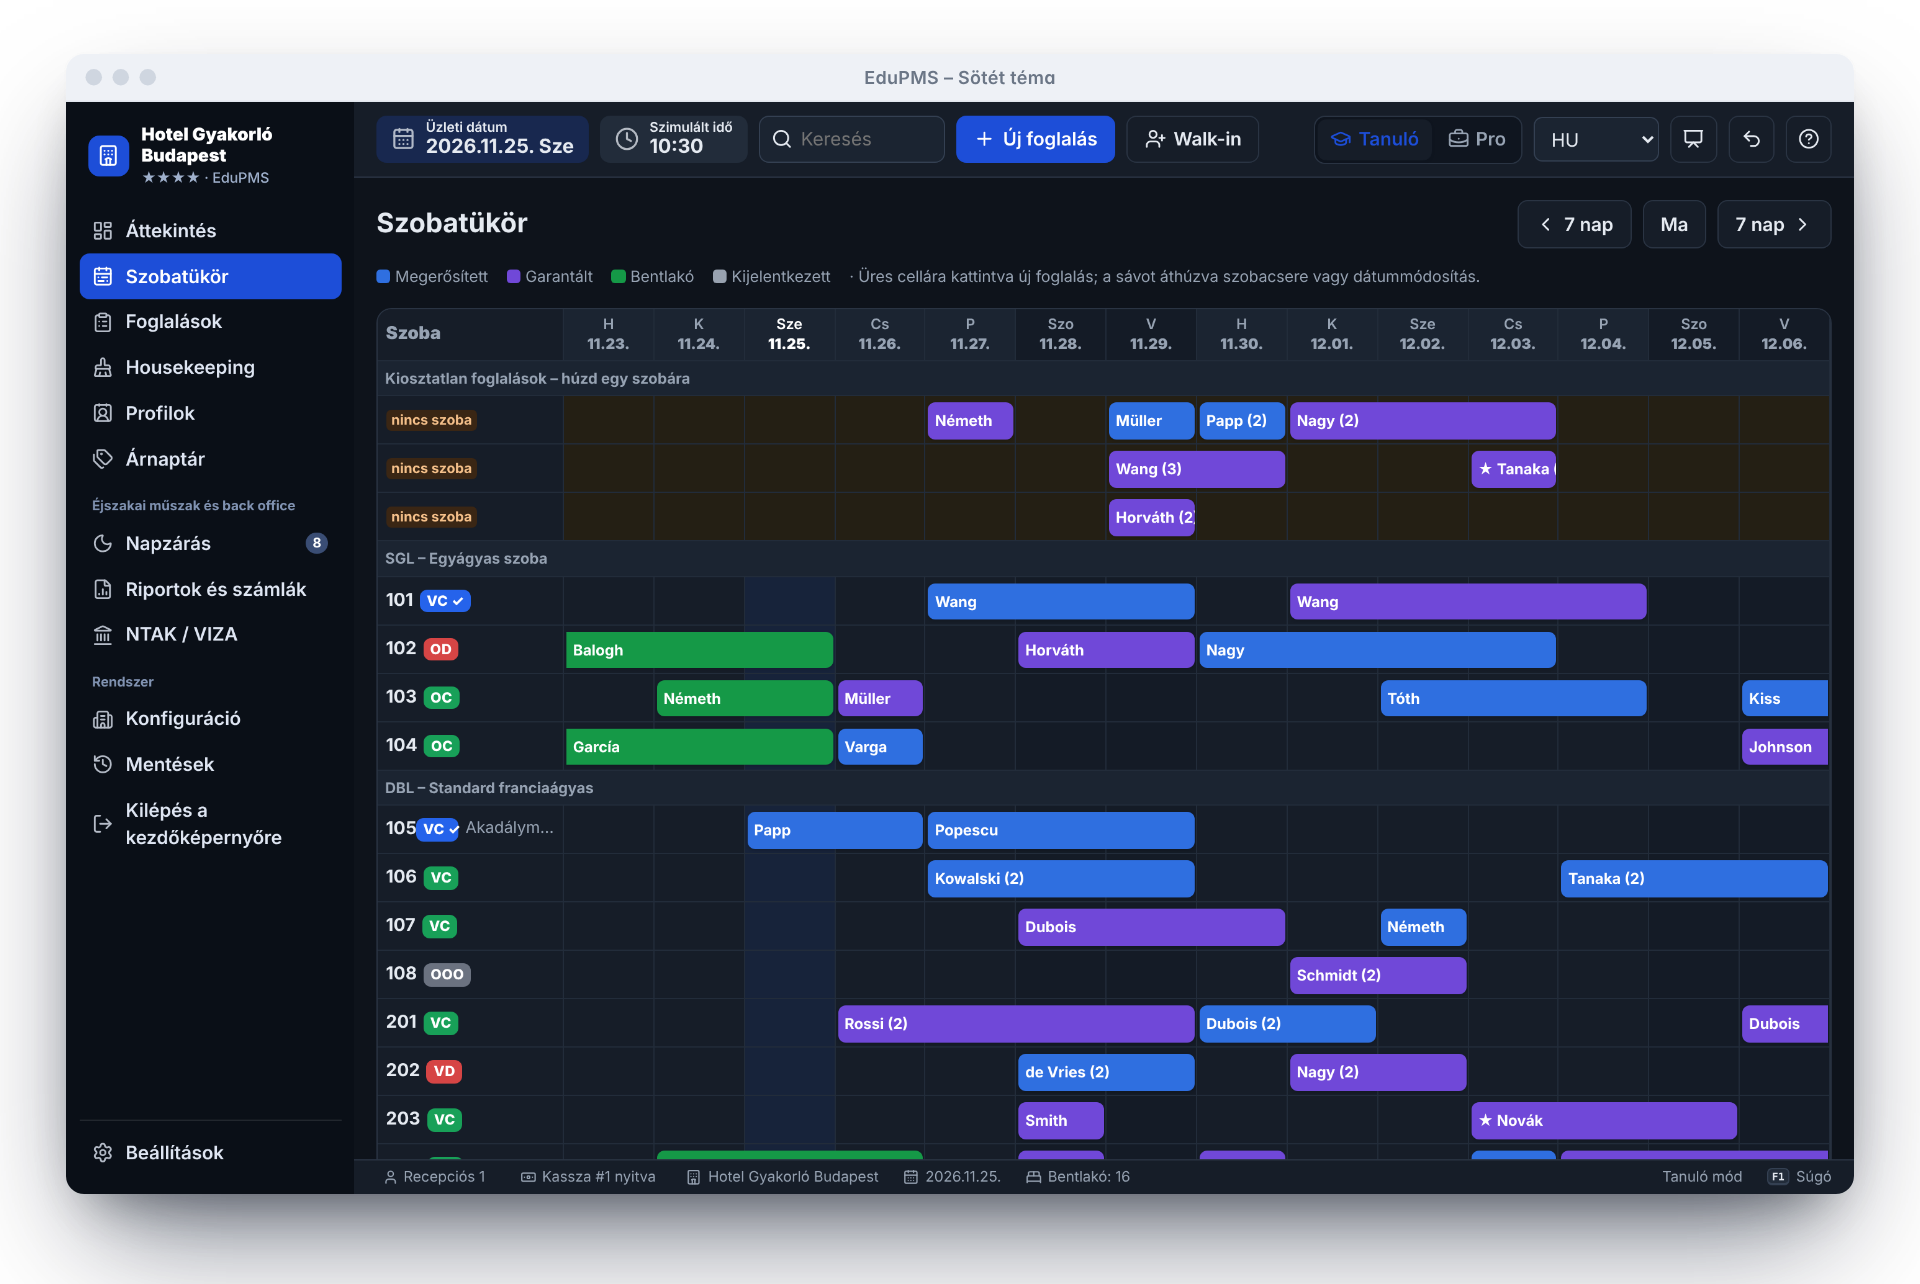 EduPMS – Sötét téma
Hotel Gyakorló
Budapest
★★★★ · EduPMS
Áttekintés
Szobatükör
Foglalások
Housekeeping
Profilok
Árnaptár
Éjszakai műszak és back office
Napzárás 8
Riportok és számlák
NTAK / VIZA
Rendszer
Konfiguráció
Mentések
Kilépés a
kezdőképernyőre
Beállítások
Üzleti dátum
2026.11.25. Sze
Szimulált idő
10:30
Keresés
Új foglalás
Walk-in
Tanuló
Pro
HU
Szobatükör
7 nap
Ma
7 nap
Megerősített Garantált Bentlakó Kijelentkezett · Üres cellára kattintva új foglalás; a sávot áthúzva szobacsere vagy dátummódosítás.
Szoba
H K Sze Cs P Szo V H K Sze Cs P Szo V
11.23. 11.24. 11.25. 11.26. 11.27. 11.28. 11.29. 11.30. 12.01. 12.02. 12.03. 12.04. 12.05. 12.06.
Kiosztatlan foglalások – húzd egy szobára
nincs szoba Németh Müller Papp (2) Nagy (2)
nincs szoba Wang (3) ★ Tanaka (
nincs szoba Horváth (2
SGL – Egyágyas szoba
101 VC ✓ Wang Wang
102 OD Balogh Horváth Nagy
103 OC Németh Müller Tóth Kiss
104 OC García Varga Johnson
DBL – Standard franciaágyas
105 VC ✓ Akadálym... Papp Popescu
106 VC Kowalski (2) Tanaka (2)
107 VC Dubois Németh
108 OOO Schmidt (2)
201 VC Rossi (2) Dubois (2) Dubois
202 VD de Vries (2) Nagy (2)
203 VC Smith ★ Novák
Recepciós 1 Kassza #1 nyitva Hotel Gyakorló Budapest 2026.11.25. Bentlakó: 16 Tanuló mód F1 Súgó